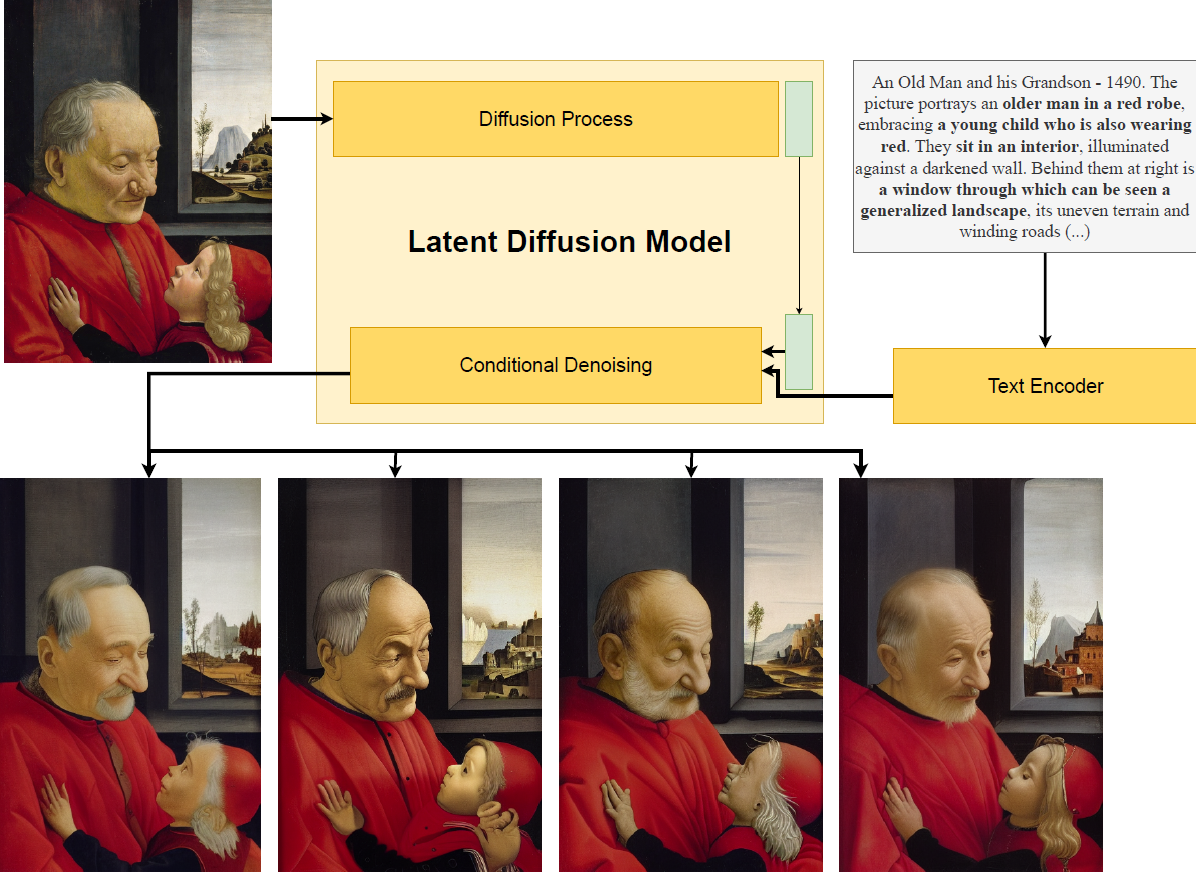 Diffusion Process
Latent Diffusion Model
Conditional Denoising
An Old Man and his Grandson - 1490. The
picture portrays an older man in a red robe,
embracing a young child who is also wearing
red. They sit in an interior, illuminated
against a darkened wall. Behind them at right is
a window through which can be seen a
generalized landscape, its uneven terrain and
winding roads (...)
Text Encoder